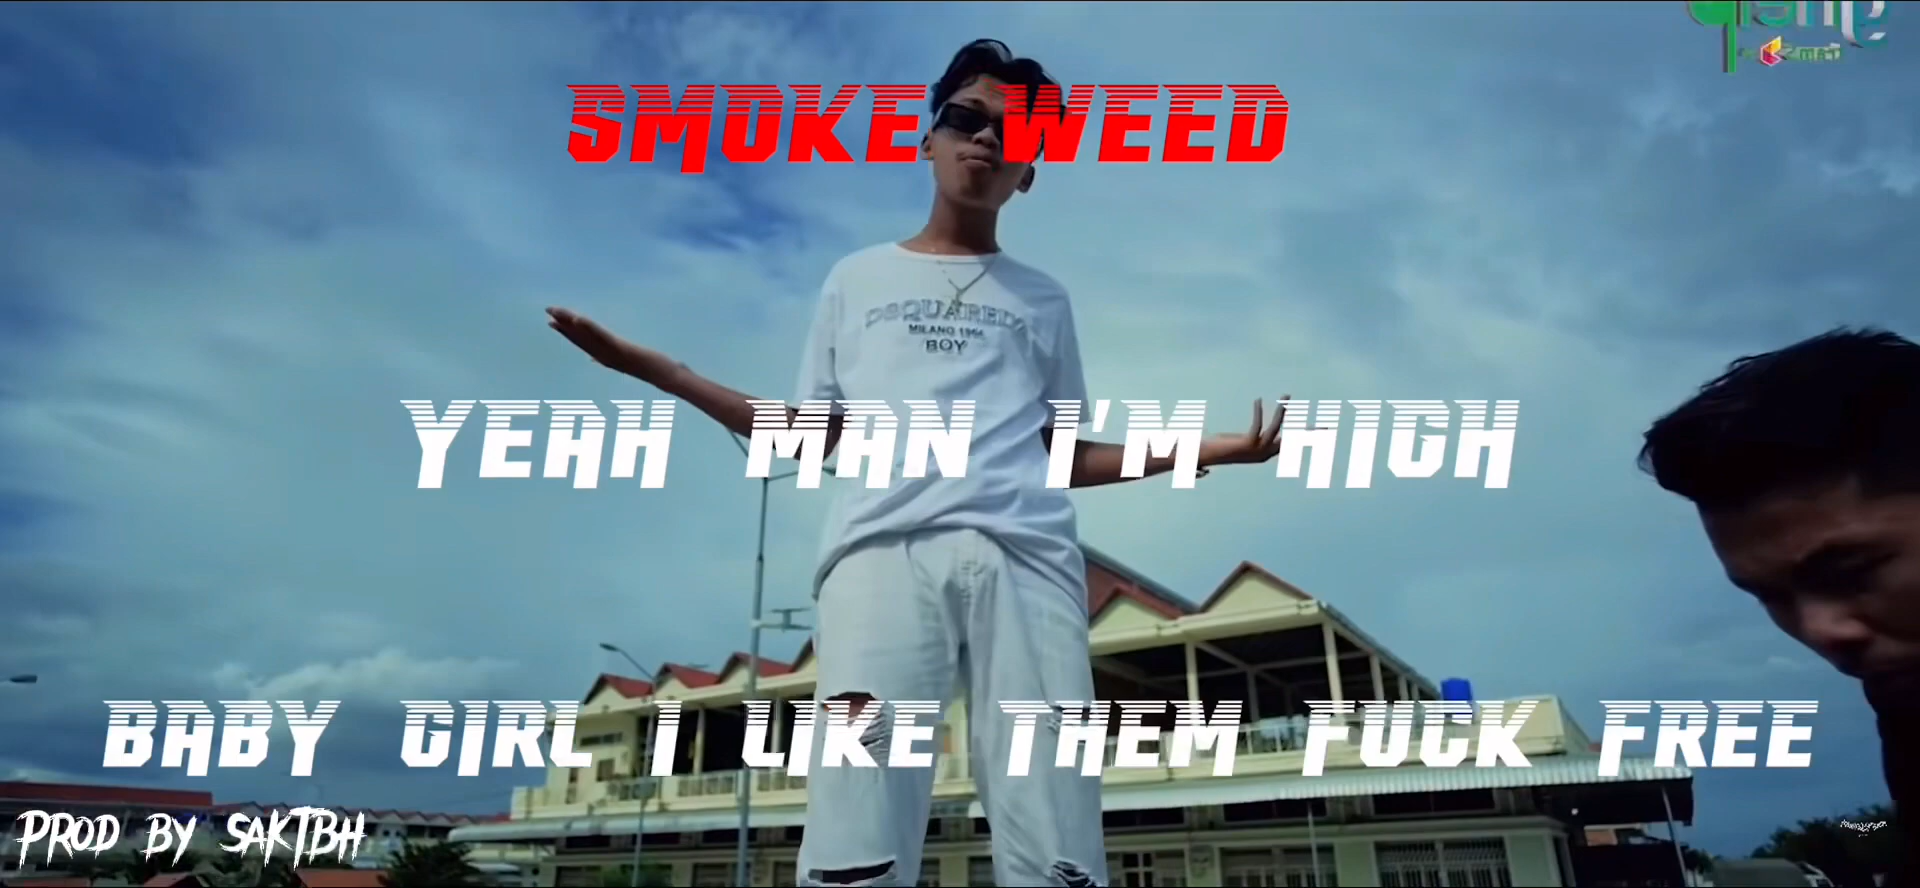 SMOKE WEED
DSQUARED2
MILANO 1964
BOY
YEAH MAN I'M HIGH
BABY GIRL I LIKE THEM FUCK FREE
PROD BY SAKTBH